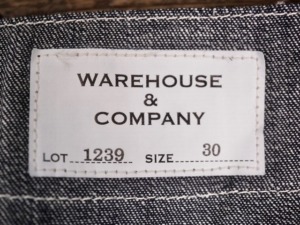 WAREHOUSE
&
COMPANY
LOT 1239 SIZE 30